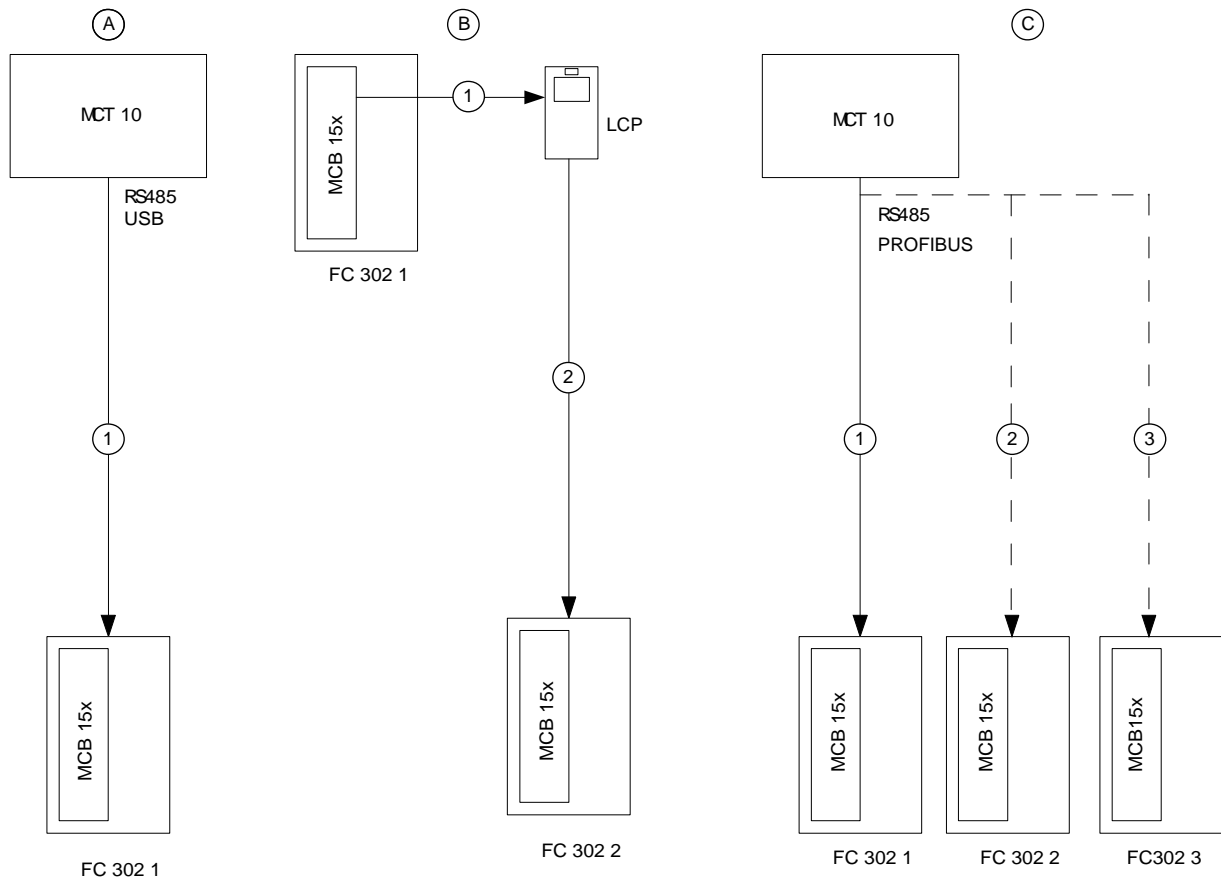 A
MCT 10
RS485
USB
1
MCB 15x
FC 302 1
B
MCB 15x
FC 302 1
1
LCP
2
MCB 15x
FC 302 2
C
MCT 10
RS485
PROFIBUS
1
2
3
MCB 15x
MCB 15x
MCB15x
FC 302 1
FC 302 2
FC302 3